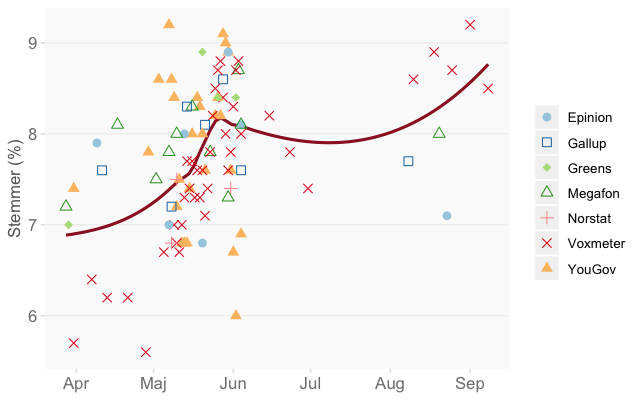 Stemmer (%)
9
8
7
6
Apr Maj Jun Jul Aug Sep
Epinion
Gallup
Greens
Megafon
Norstat
Voxmeter
YouGov